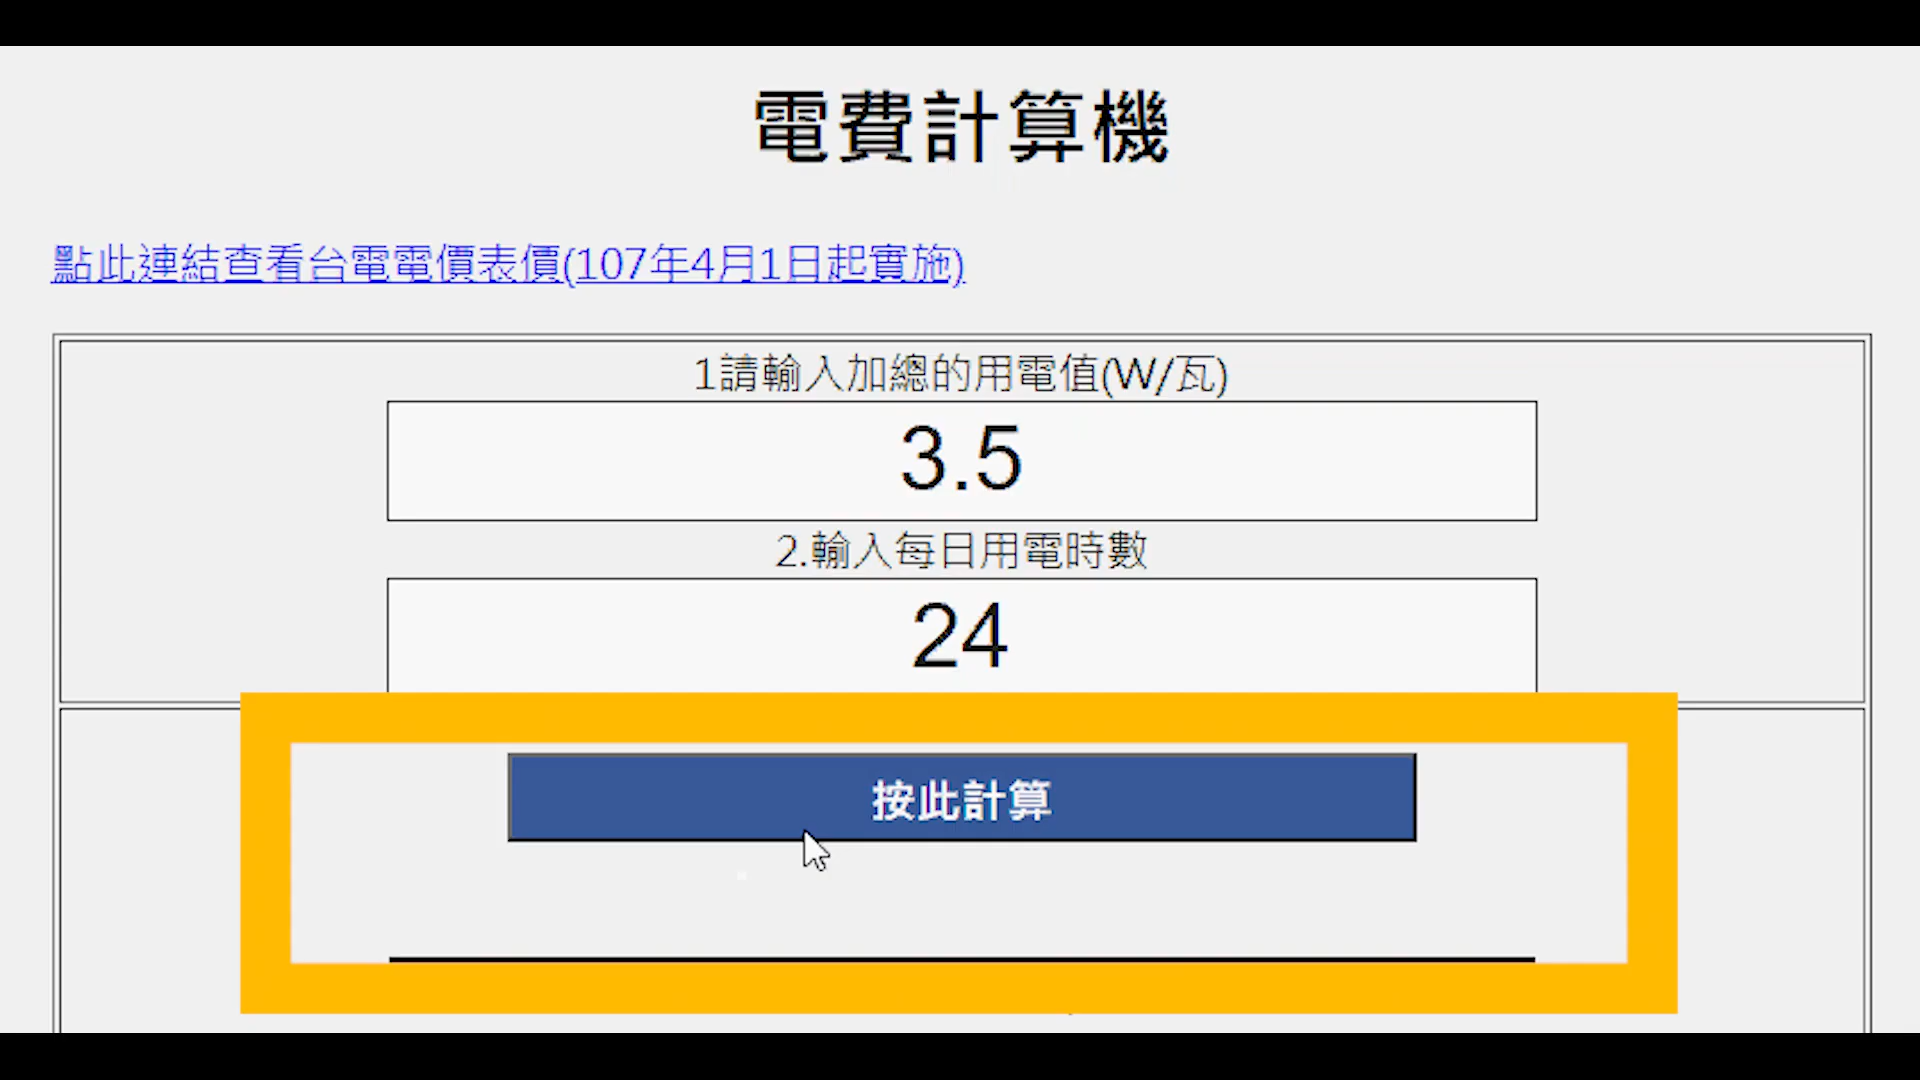 電費計算機
點此連結查看台電電價表價(107年4月1日起實施)
1請輸入加總的用電值(W/瓦)
3.5
2.輸入每日用電時數
24
按此計算